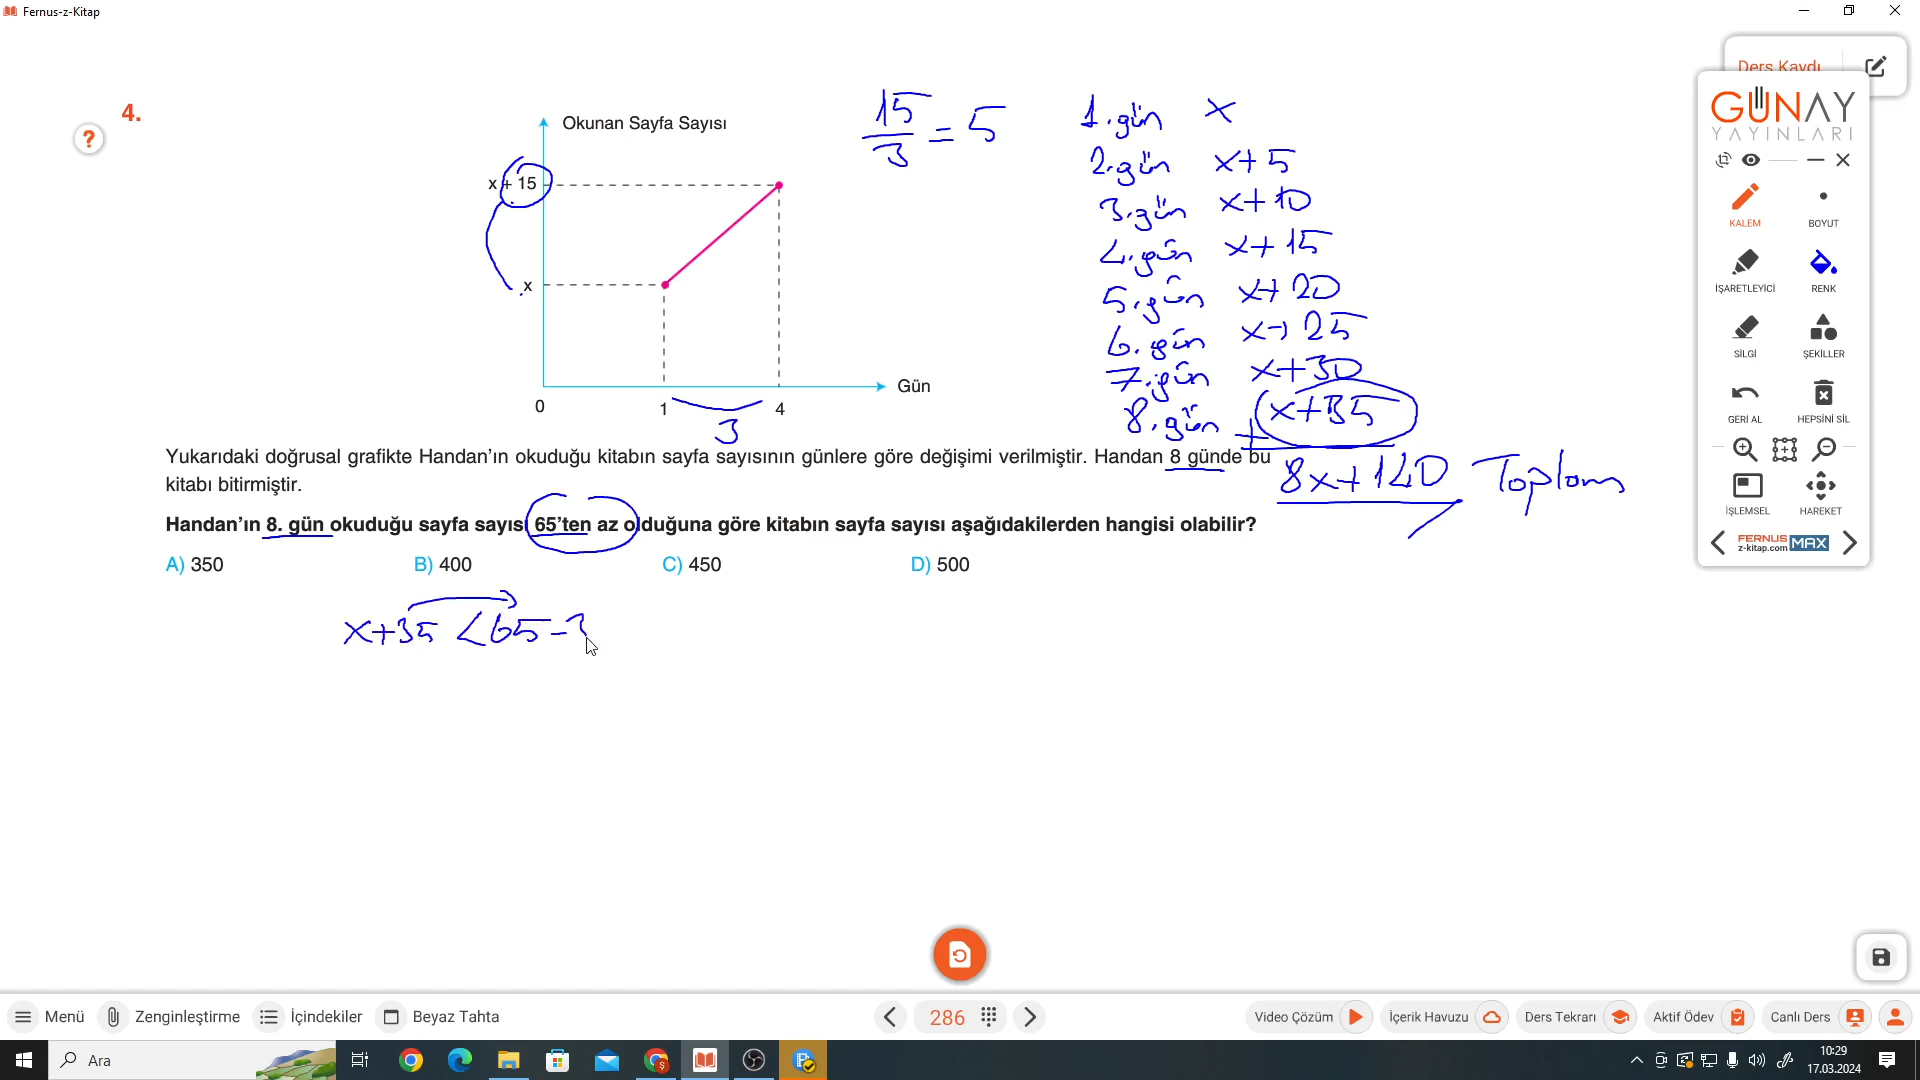 Fernus-z-Kitap
Ders Kaydı
GÜNAY
YAYINLARI
KALEM
BOYUT
İŞARETLEYİCİ
RENK
SİLGİ
ŞEKİLLER
GERİ AL
HEPSİNİ SİL
İŞLEMSEL
HAREKET
FERNUS
z-kitap.com
MAX
4.
?
Okunan Sayfa Sayısı
x + 15
x
0
1
4
Gün
3
15/3 = 5
1. gün x
2. gün x+5
3. gün x+10
4. gün x+15
5. gün x+20
6. gün x+25
7. gün x+30
8. gün x+35
+
8x+140 Toplam
Yukarıdaki doğrusal grafikte Handan’ın okuduğu kitabın sayfa sayısının günlere göre değişimi verilmiştir. Handan 8 günde bu
kitabı bitirmiştir.
Handan’ın 8. gün okuduğu sayfa sayısı 65’ten az olduğuna göre kitabın sayfa sayısı aşağıdakilerden hangisi olabilir?
A) 350 B) 400 C) 450 D) 500
x+35 <65-3
Menü
Zenginleştirme
İçindekiler
Beyaz Tahta
286
Video Çözüm
İçerik Havuzu
Ders Tekrarı
Aktif Ödev
Canlı Ders
Ara
10:29
17.03.2024